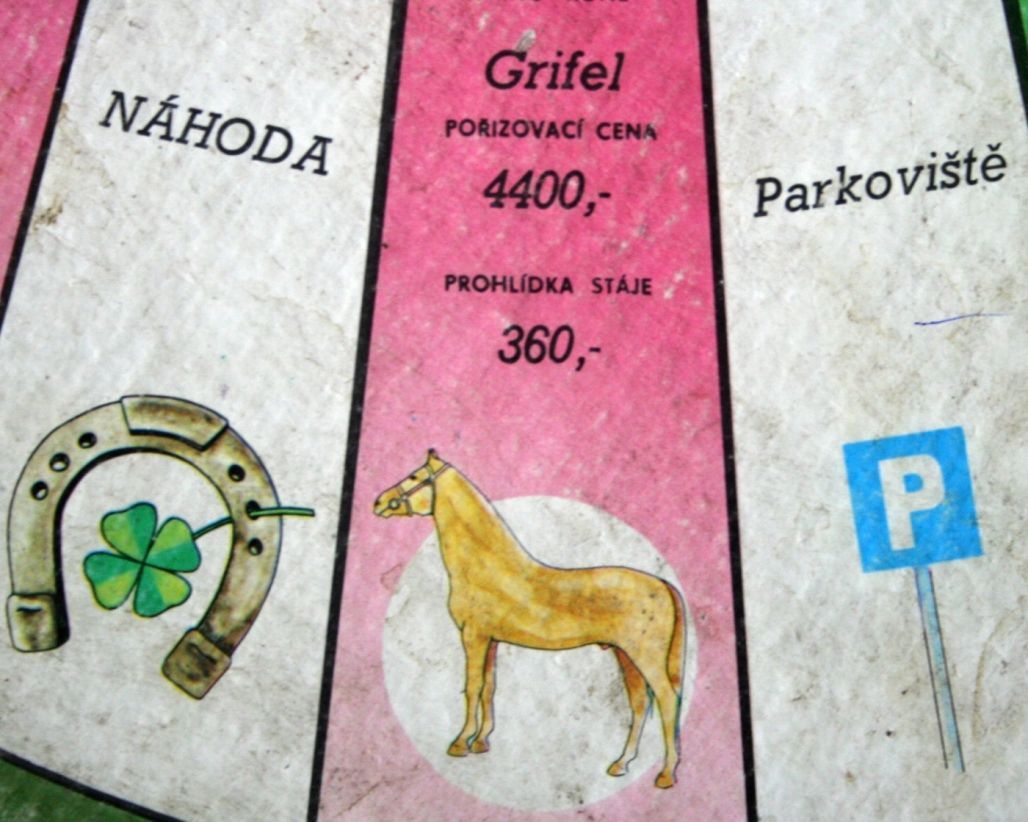 NÁHODA
Grifel
POŘIZOVACÍ CENA
4400,-
PROHLÍDKA STÁJE
360,-
Parkoviště
P